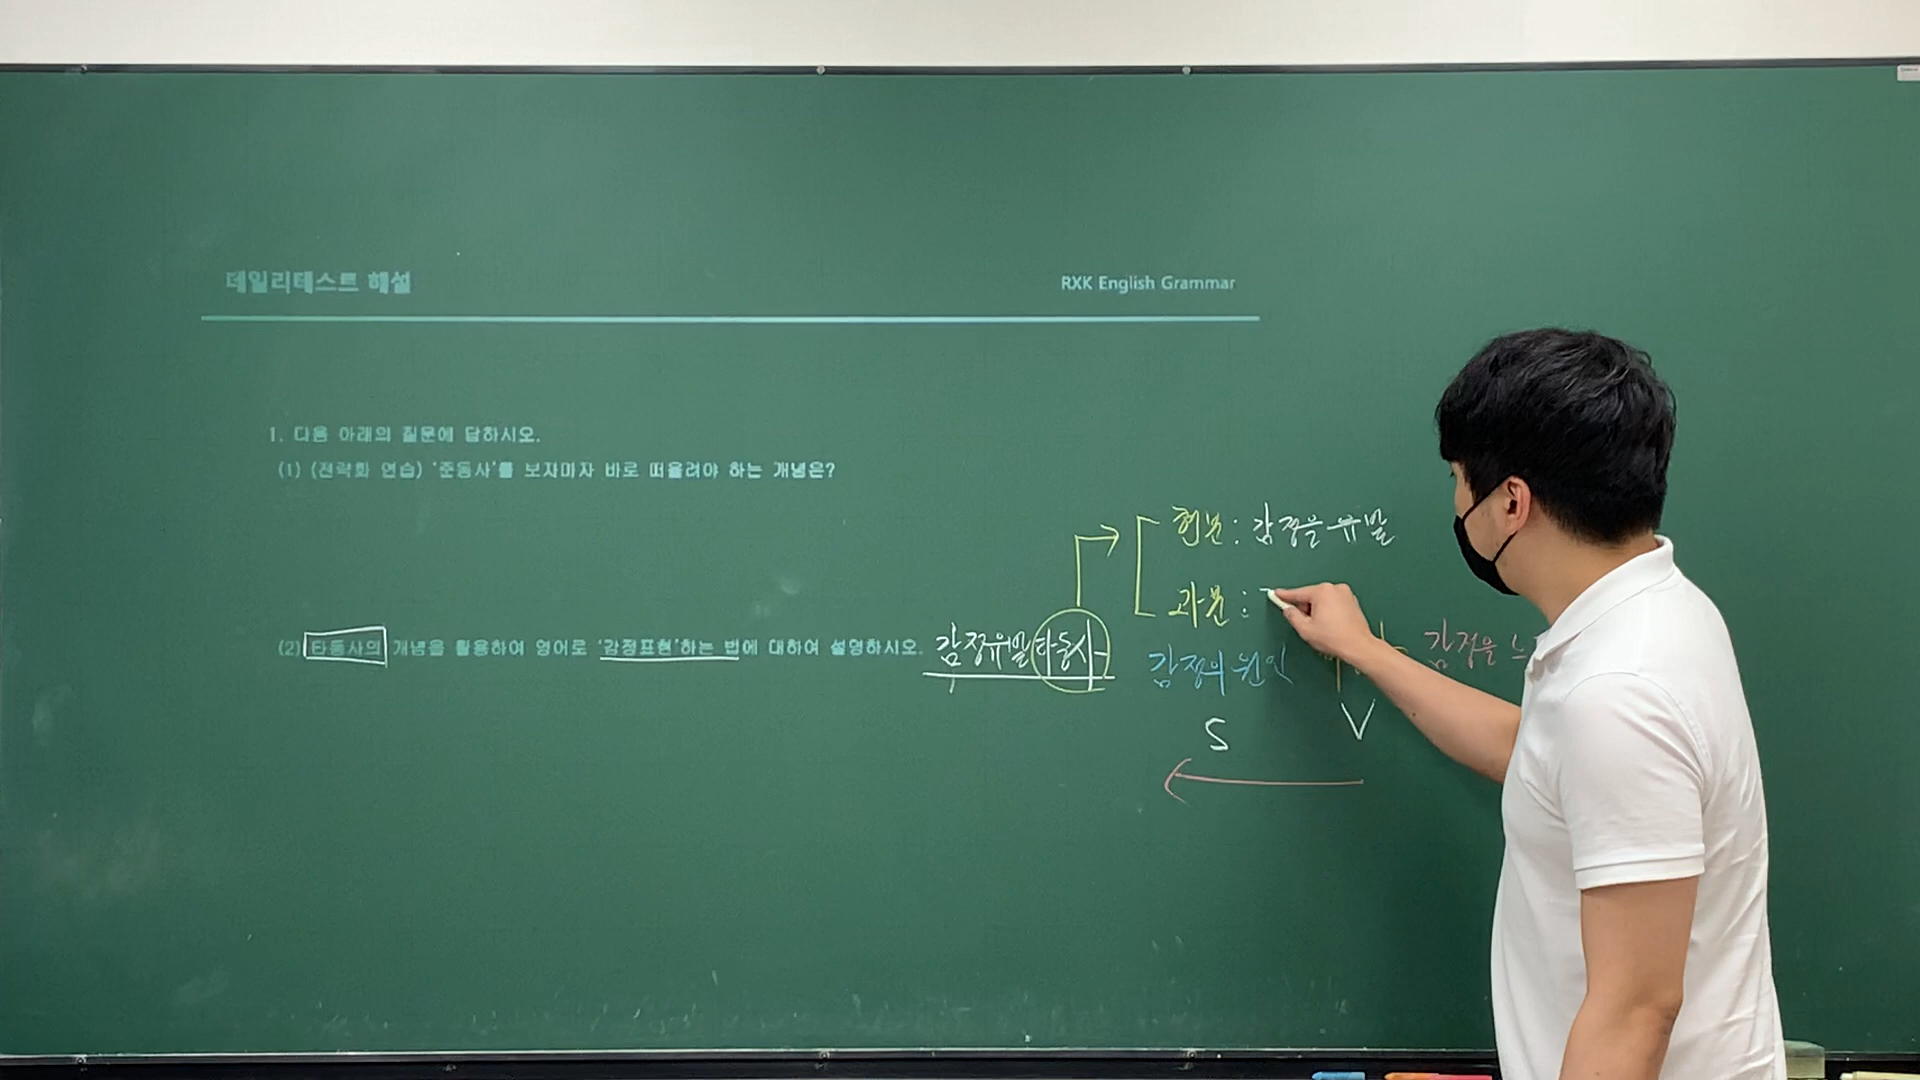 데일리테스트 해설
RXK English Grammar
1. 다음 아래의 질문에 답하시오.
(1) (전략화 연습) '준동사'를 보자마자 바로 떠올려야 하는 개념은?
현분: 감정을 유발
과분:
(2) 타동사의 개념을 활용하여 영어로 '감정표현'하는 법에 대하여 설명하시오.
감정유발타동사
감정의 원인
감정을
S
V